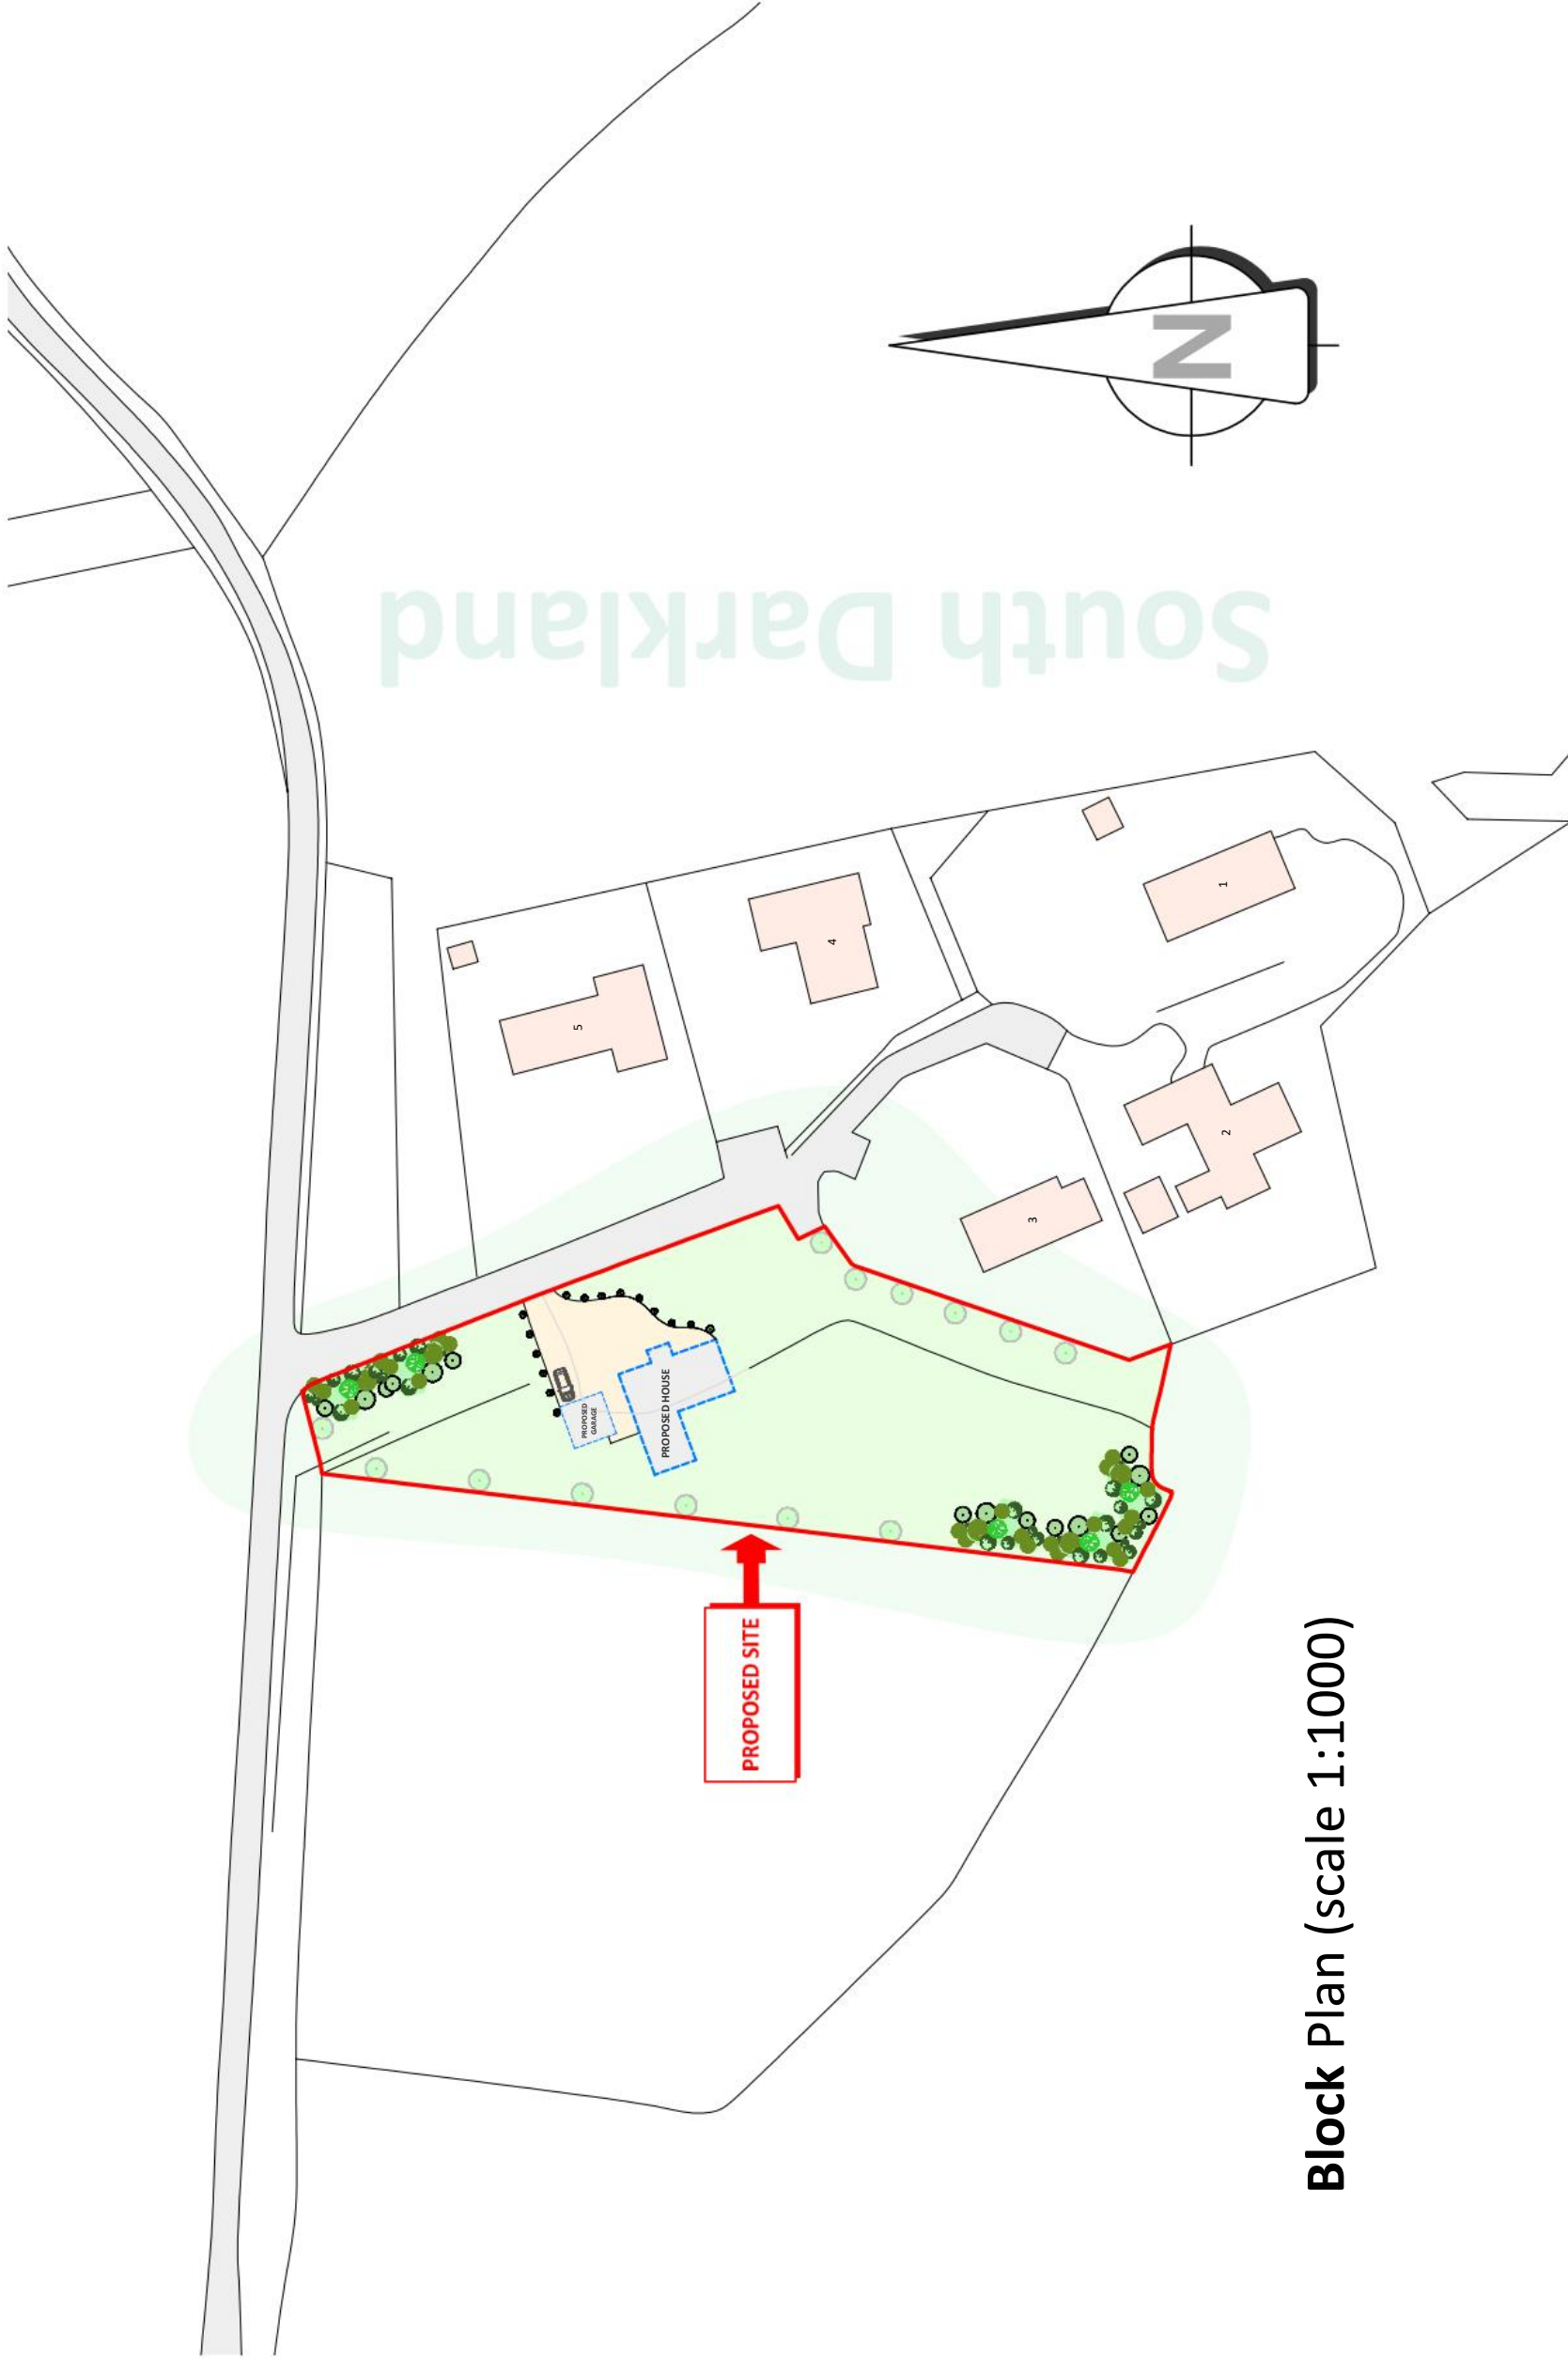 South Darkland
N
5
4
1
2
3
PROPOSED
GARAGE
PROPOSED HOUSE
PROPOSED SITE
Block Plan (scale 1:1000)